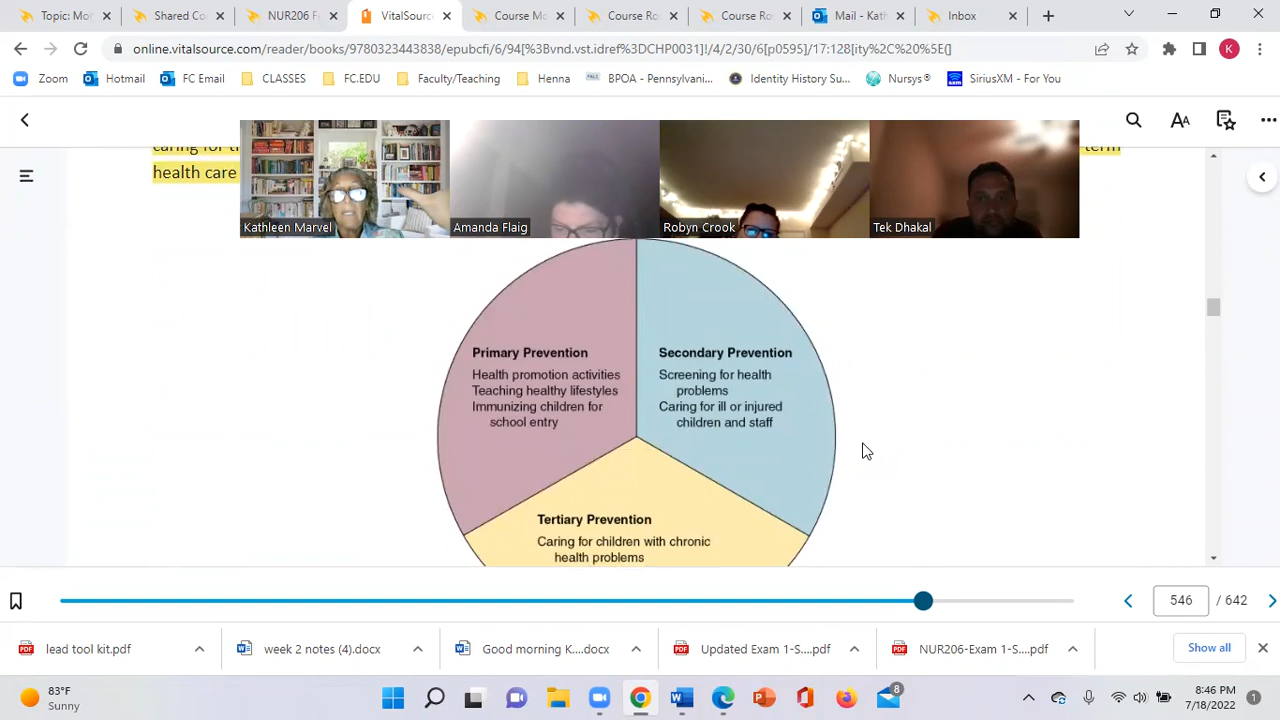 Topic: Mor
Shared Co
NUR206 F
VitalSource
Course Mo
Course Ro
Course Ro
Mail - Kath
Inbox
online.vitalsource.com/reader/books/9780323443838/epubcfi/6/94[%3Bvnd.vst.idref%3DCHP0031]!/4/2/30/6[p0595]/17:128[ity%2C%20%5E(]
K
Zoom
Hotmail
FC Email
CLASSES
FC.EDU
Faculty/Teaching
Henna
BPOA - Pennsylvani...
Identity History Su...
Nursys®
SiriusXM - For You
AA
term
health care
Kathleen Marvel
Amanda Flaig
Robyn Crook
Tek Dhakal
Primary Prevention
Health promotion activities
Teaching healthy lifestyles
Immunizing children for
school entry
Secondary Prevention
Screening for health
problems
Caring for ill or injured
children and staff
Tertiary Prevention
Caring for children with chronic
health problems
546 / 642
lead tool kit.pdf
week 2 notes (4).docx
Good morning K....docx
Updated Exam 1-S....pdf
NUR206-Exam 1-S....pdf
Show all
83°F
Sunny
8
8:46 PM
7/18/2022
1